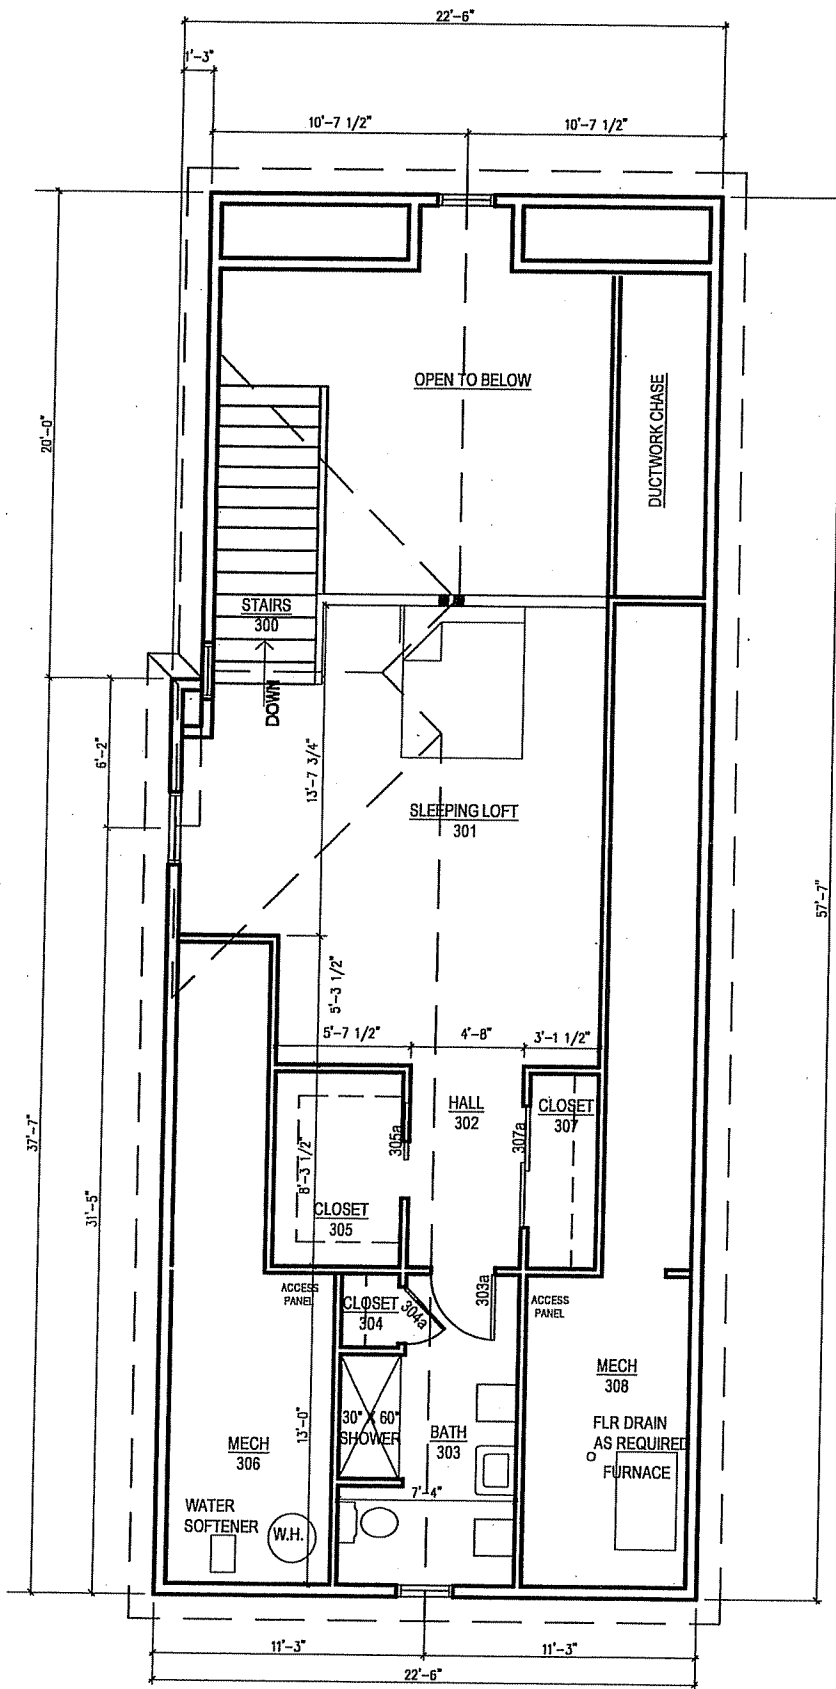 22'-6"
1'-3"
10'-7 1/2"
10'-7 1/2"
OPEN TO BELOW
DUCTWORK CHASE
20'-0"
STAIRS
300
DOWN
6'-2"
13'-7 3/4"
SLEEPING LOFT
301
57'-7"
5'-3 1/2"
5'-7 1/2"
4'-8"
3'-1 1/2"
HALL
302
CLOSET
307
305a
307a
37'-7"
8'-3 1/2"
31'-5"
CLOSET
305
ACCESS
PANEL
CLOSET
304
304a
303a
ACCESS
PANEL
MECH
308
30" X 60"
SHOWER
BATH
303
13'-0"
MECH
306
FLR DRAIN
AS REQUIRED
FURNACE
7'-4"
WATER
SOFTENER
W.H.
11'-3"
11'-3"
22'-6"